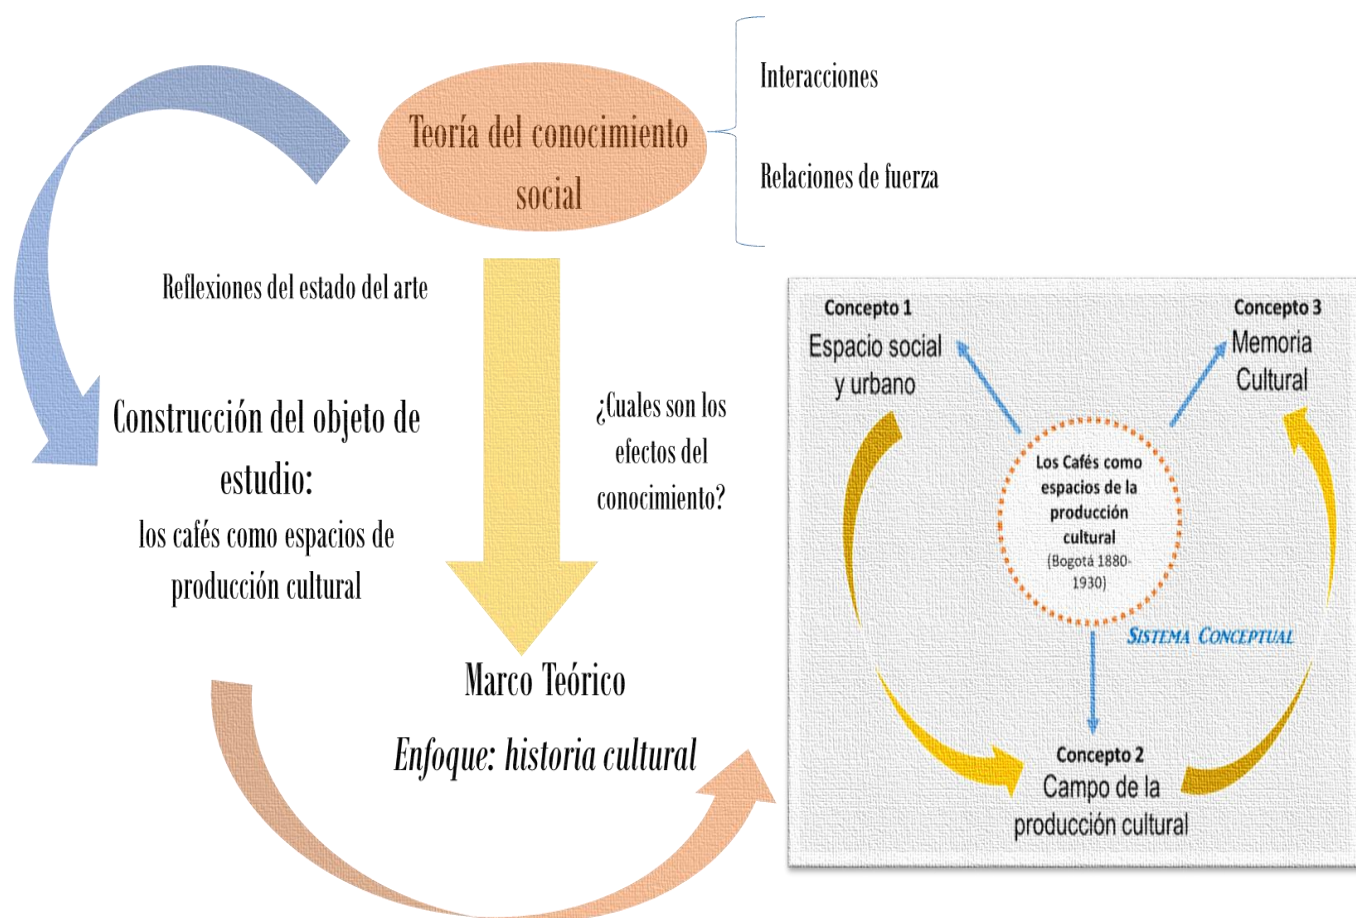 Teoría del conocimiento
social
Interacciones
Relaciones de fuerza
Reflexiones del estado del arte
Construcción del objeto de
estudio:
los cafés como espacios de
producción cultural
¿Cuales son los
efectos del
conocimiento?
Marco Teórico
Enfoque: historia cultural
Concepto 1
Espacio social
y urbano
Concepto 3
Memoria
Cultural
Los Cafés como
espacios de la
producción
cultural
(Bogotá 1880-
1930)
SISTEMA CONCEPTUAL
Concepto 2
Campo de la
producción cultural